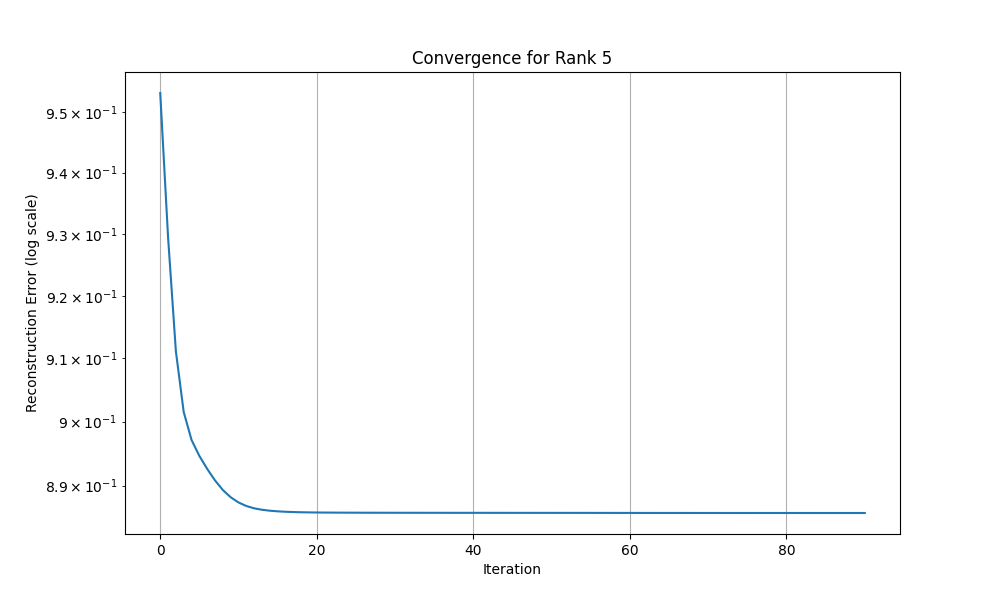 Convergence for Rank 5
Reconstruction Error (log scale)
9.5 × 10⁻¹
9.4 × 10⁻¹
9.3 × 10⁻¹
9.2 × 10⁻¹
9.1 × 10⁻¹
9 × 10⁻¹
8.9 × 10⁻¹
0 20 40 60 80
Iteration